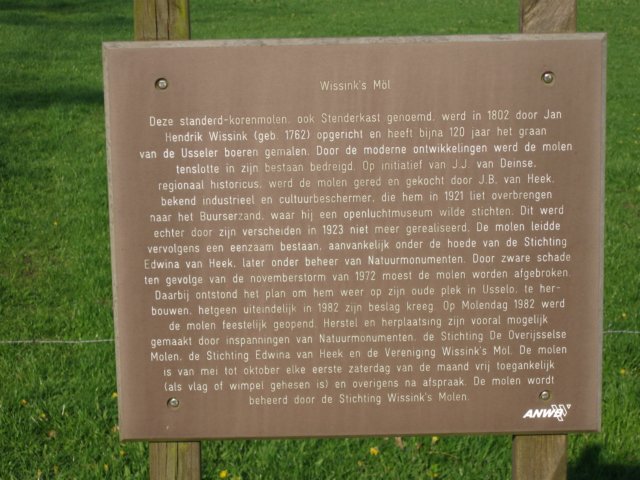 Wissink's Möl
Deze standerd-korenmolen, ook Stenderkast genoemd, werd in 1802 door Jan
Hendrik Wissink (geb. 1762) opgericht en heeft bijna 120 jaar het graan
van de Usseler boeren gemalen. Door de moderne ontwikkelingen werd de molen
tenslotte in zijn bestaan bedreigd. Op initiatief van J.J. van Deinse,
regionaal historicus, werd de molen gered en gekocht door J.B. van Heek,
bekend industrieel en cultuurbeschermer, die hem in 1921 liet overbrengen
naar het Buurserzand, waar hij een openluchtmuseum wilde stichten. Dit werd
echter door zijn verscheiden in 1923 niet meer gerealiseerd. De molen leidde
vervolgens een eenzaam bestaan, aanvankelijk onder de hoede van de Stichting
Edwina van Heek, later onder beheer van Natuurmonumenten. Door zware schade
ten gevolge van de novemberstorm van 1972 moest de molen worden afgebroken.
Daarbij ontstond het plan om hem weer op zijn oude plek in Usselo, te her-
bouwen, hetgeen uiteindelijk in 1982 zijn beslag kreeg. Op Molendag 1982 werd
de molen feestelijk geopend. Herstel en herplaatsing zijn vooral mogelijk
gemaakt door inspanningen van Natuurmonumenten, de Stichting De Overijsselse
Molen, de Stichting Edwina van Heek en de Vereniging Wissink's Möl. De molen
is van mei tot oktober elke eerste zaterdag van de maand vrij toegankelijk
(als vlag of wimpel gehesen is) en overigens na afspraak. De molen wordt
beheerd door de Stichting Wissink's Molen.
ANWB